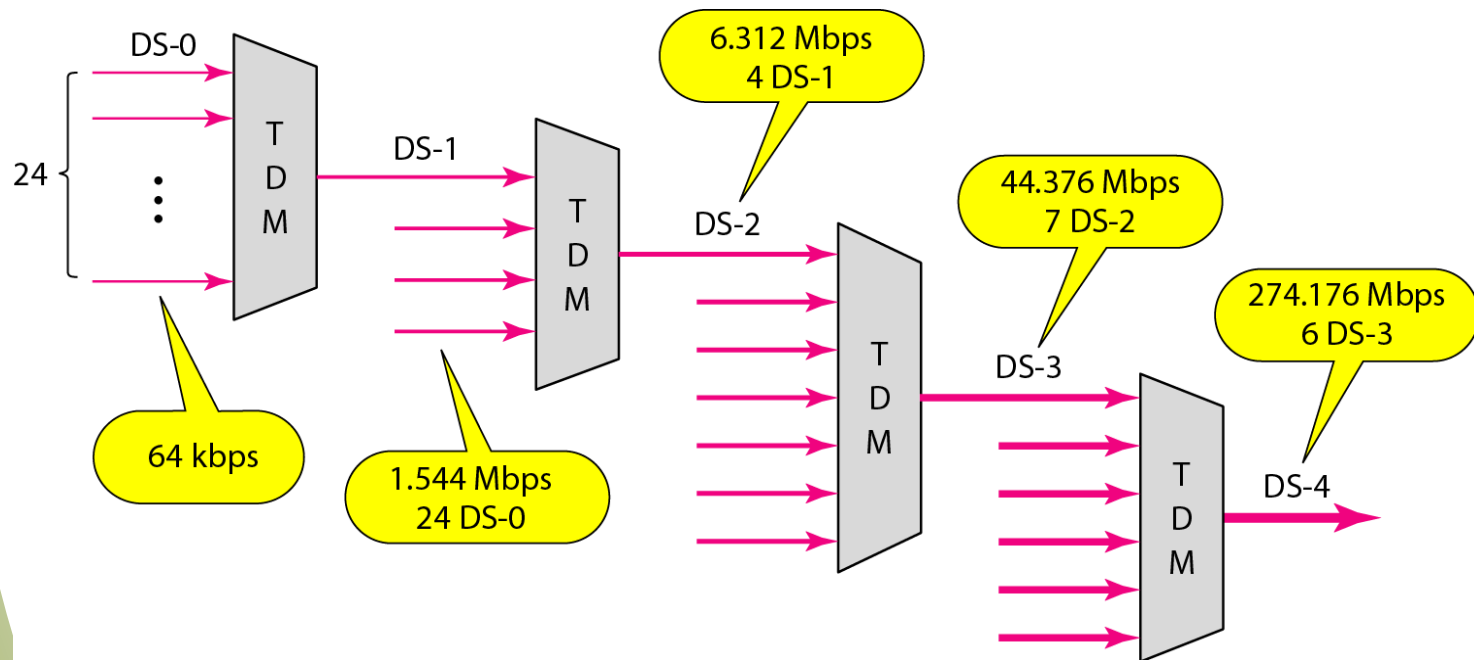 DS-0
24
T
D
M
64 kbps
DS-1
1.544 Mbps
24 DS-0
T
D
M
6.312 Mbps
4 DS-1
DS-2
T
D
M
44.376 Mbps
7 DS-2
DS-3
T
D
M
274.176 Mbps
6 DS-3
DS-4